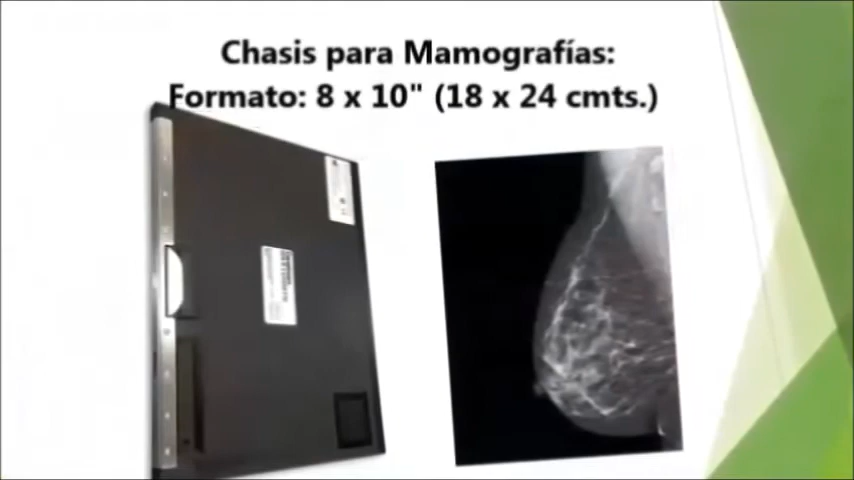 Chasis para Mamografías:
Formato: 8 x 10" (18 x 24 cmts.)